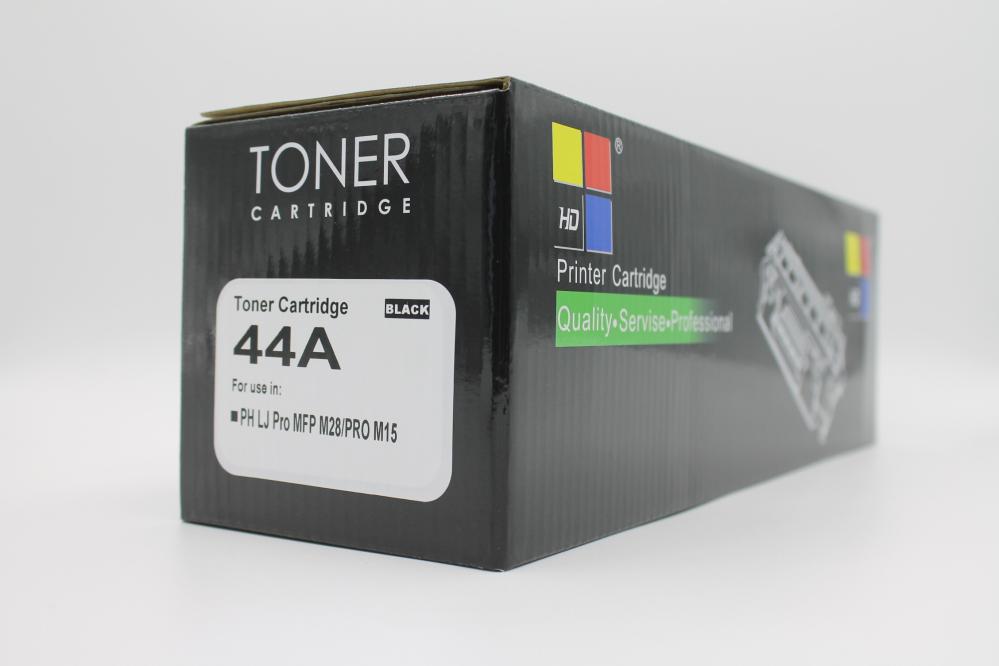 TONER
CARTRIDGE
Toner Cartridge
BLACK
44A
For use in:
■PH LJ Pro MFP M28/PRO M15
®
HD
Printer Cartridge
Quality•Servise•Professional